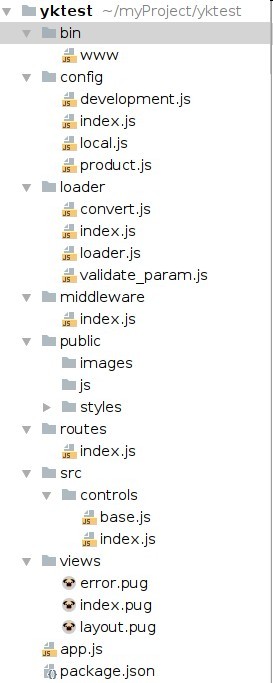 yktest ~/myProject/yktest
bin
www
config
development.js
index.js
local.js
product.js
loader
convert.js
index.js
loader.js
validate_param.js
middleware
index.js
public
images
js
styles
routes
index.js
src
controls
base.js
index.js
views
error.pug
index.pug
layout.pug
app.js
package.json